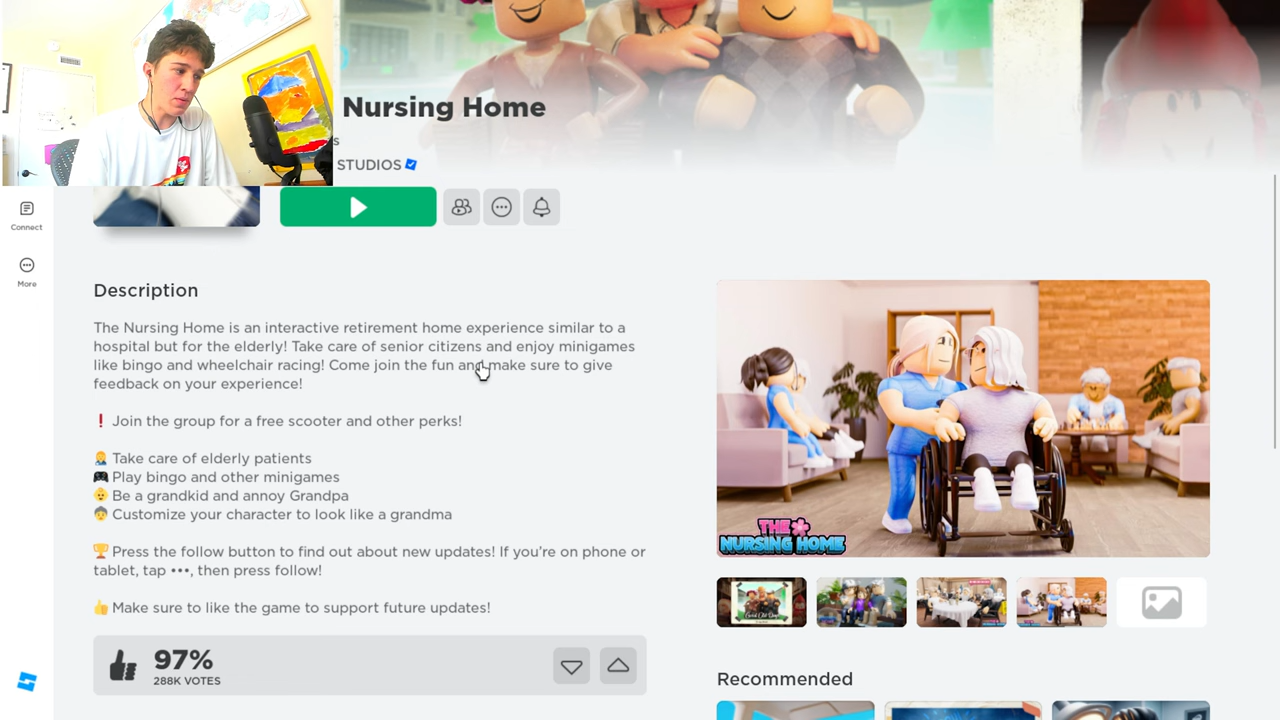 Nursing Home
s
STUDIOS
Connect
More
Description
The Nursing Home is an interactive retirement home experience similar to a
hospital but for the elderly! Take care of senior citizens and enjoy minigames
like bingo and wheelchair racing! Come join the fun and make sure to give
feedback on your experience!
❗ Join the group for a free scooter and other perks!
👩‍⚕️ Take care of elderly patients
🎮 Play bingo and other minigames
👶 Be a grandkid and annoy Grandpa
👵 Customize your character to look like a grandma
🏆 Press the follow button to find out about new updates! If you're on phone or
tablet, tap •••, then press follow!
👍 Make sure to like the game to support future updates!
97%
288K VOTES
THE
NURSING HOME
Recommended